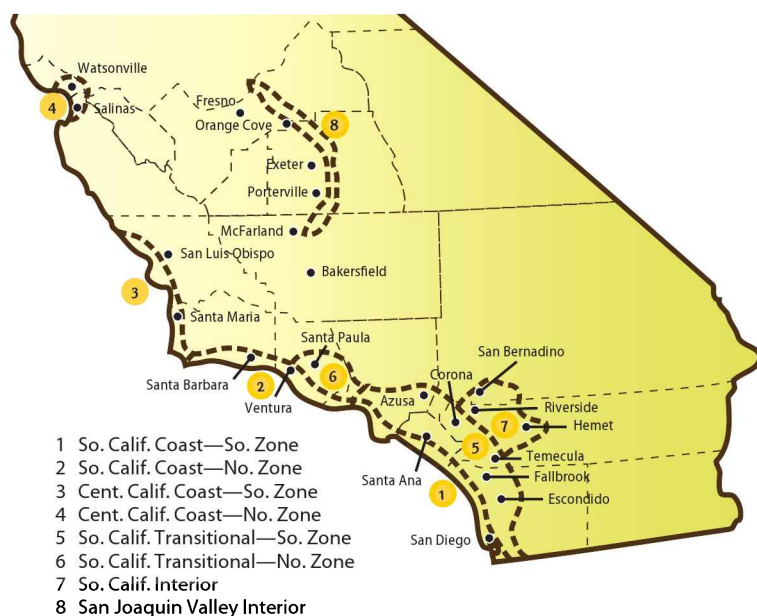 Watsonville
4
Salinas
Fresno
Orange Cove
8
Exeter
Porterville
McFarland
San Luis Obispo
Bakersfield
3
Santa Maria
Santa Paula
San Bernadino
Corona
Santa Barbara
2
Ventura
6
Azusa
Riverside
7
Hemet
5
Temecula
Santa Ana
Fallbrook
1
Escondido
San Diego
1 So. Calif. Coast—So. Zone
2 So. Calif. Coast—No. Zone
3 Cent. Calif. Coast—So. Zone
4 Cent. Calif. Coast—No. Zone
5 So. Calif. Transitional—So. Zone
6 So. Calif. Transitional—No. Zone
7 So. Calif. Interior
8 San Joaquin Valley Interior